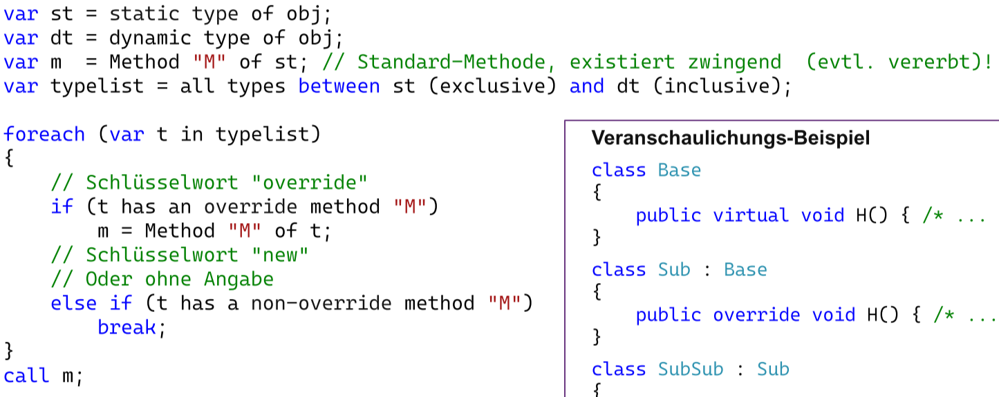 var st = static type of obj;
var dt = dynamic type of obj;
var m  = Method "M" of st; // Standard-Methode, existiert zwingend  (evtl. vererbt)!
var typelist = all types between st (exclusive) and dt (inclusive);
foreach (var t in typelist)
{
    // Schlüsselwort "override"
    if (t has an override method "M")
        m = Method "M" of t;
    // Schlüsselwort "new"
    // Oder ohne Angabe
    else if (t has a non-override method "M")
        break;
}
call m;
Veranschaulichungs-Beispiel
class Base
{
    public virtual void H() { /* ...
}
class Sub : Base
{
    public override void H() { /* ...
}
class SubSub : Sub
{